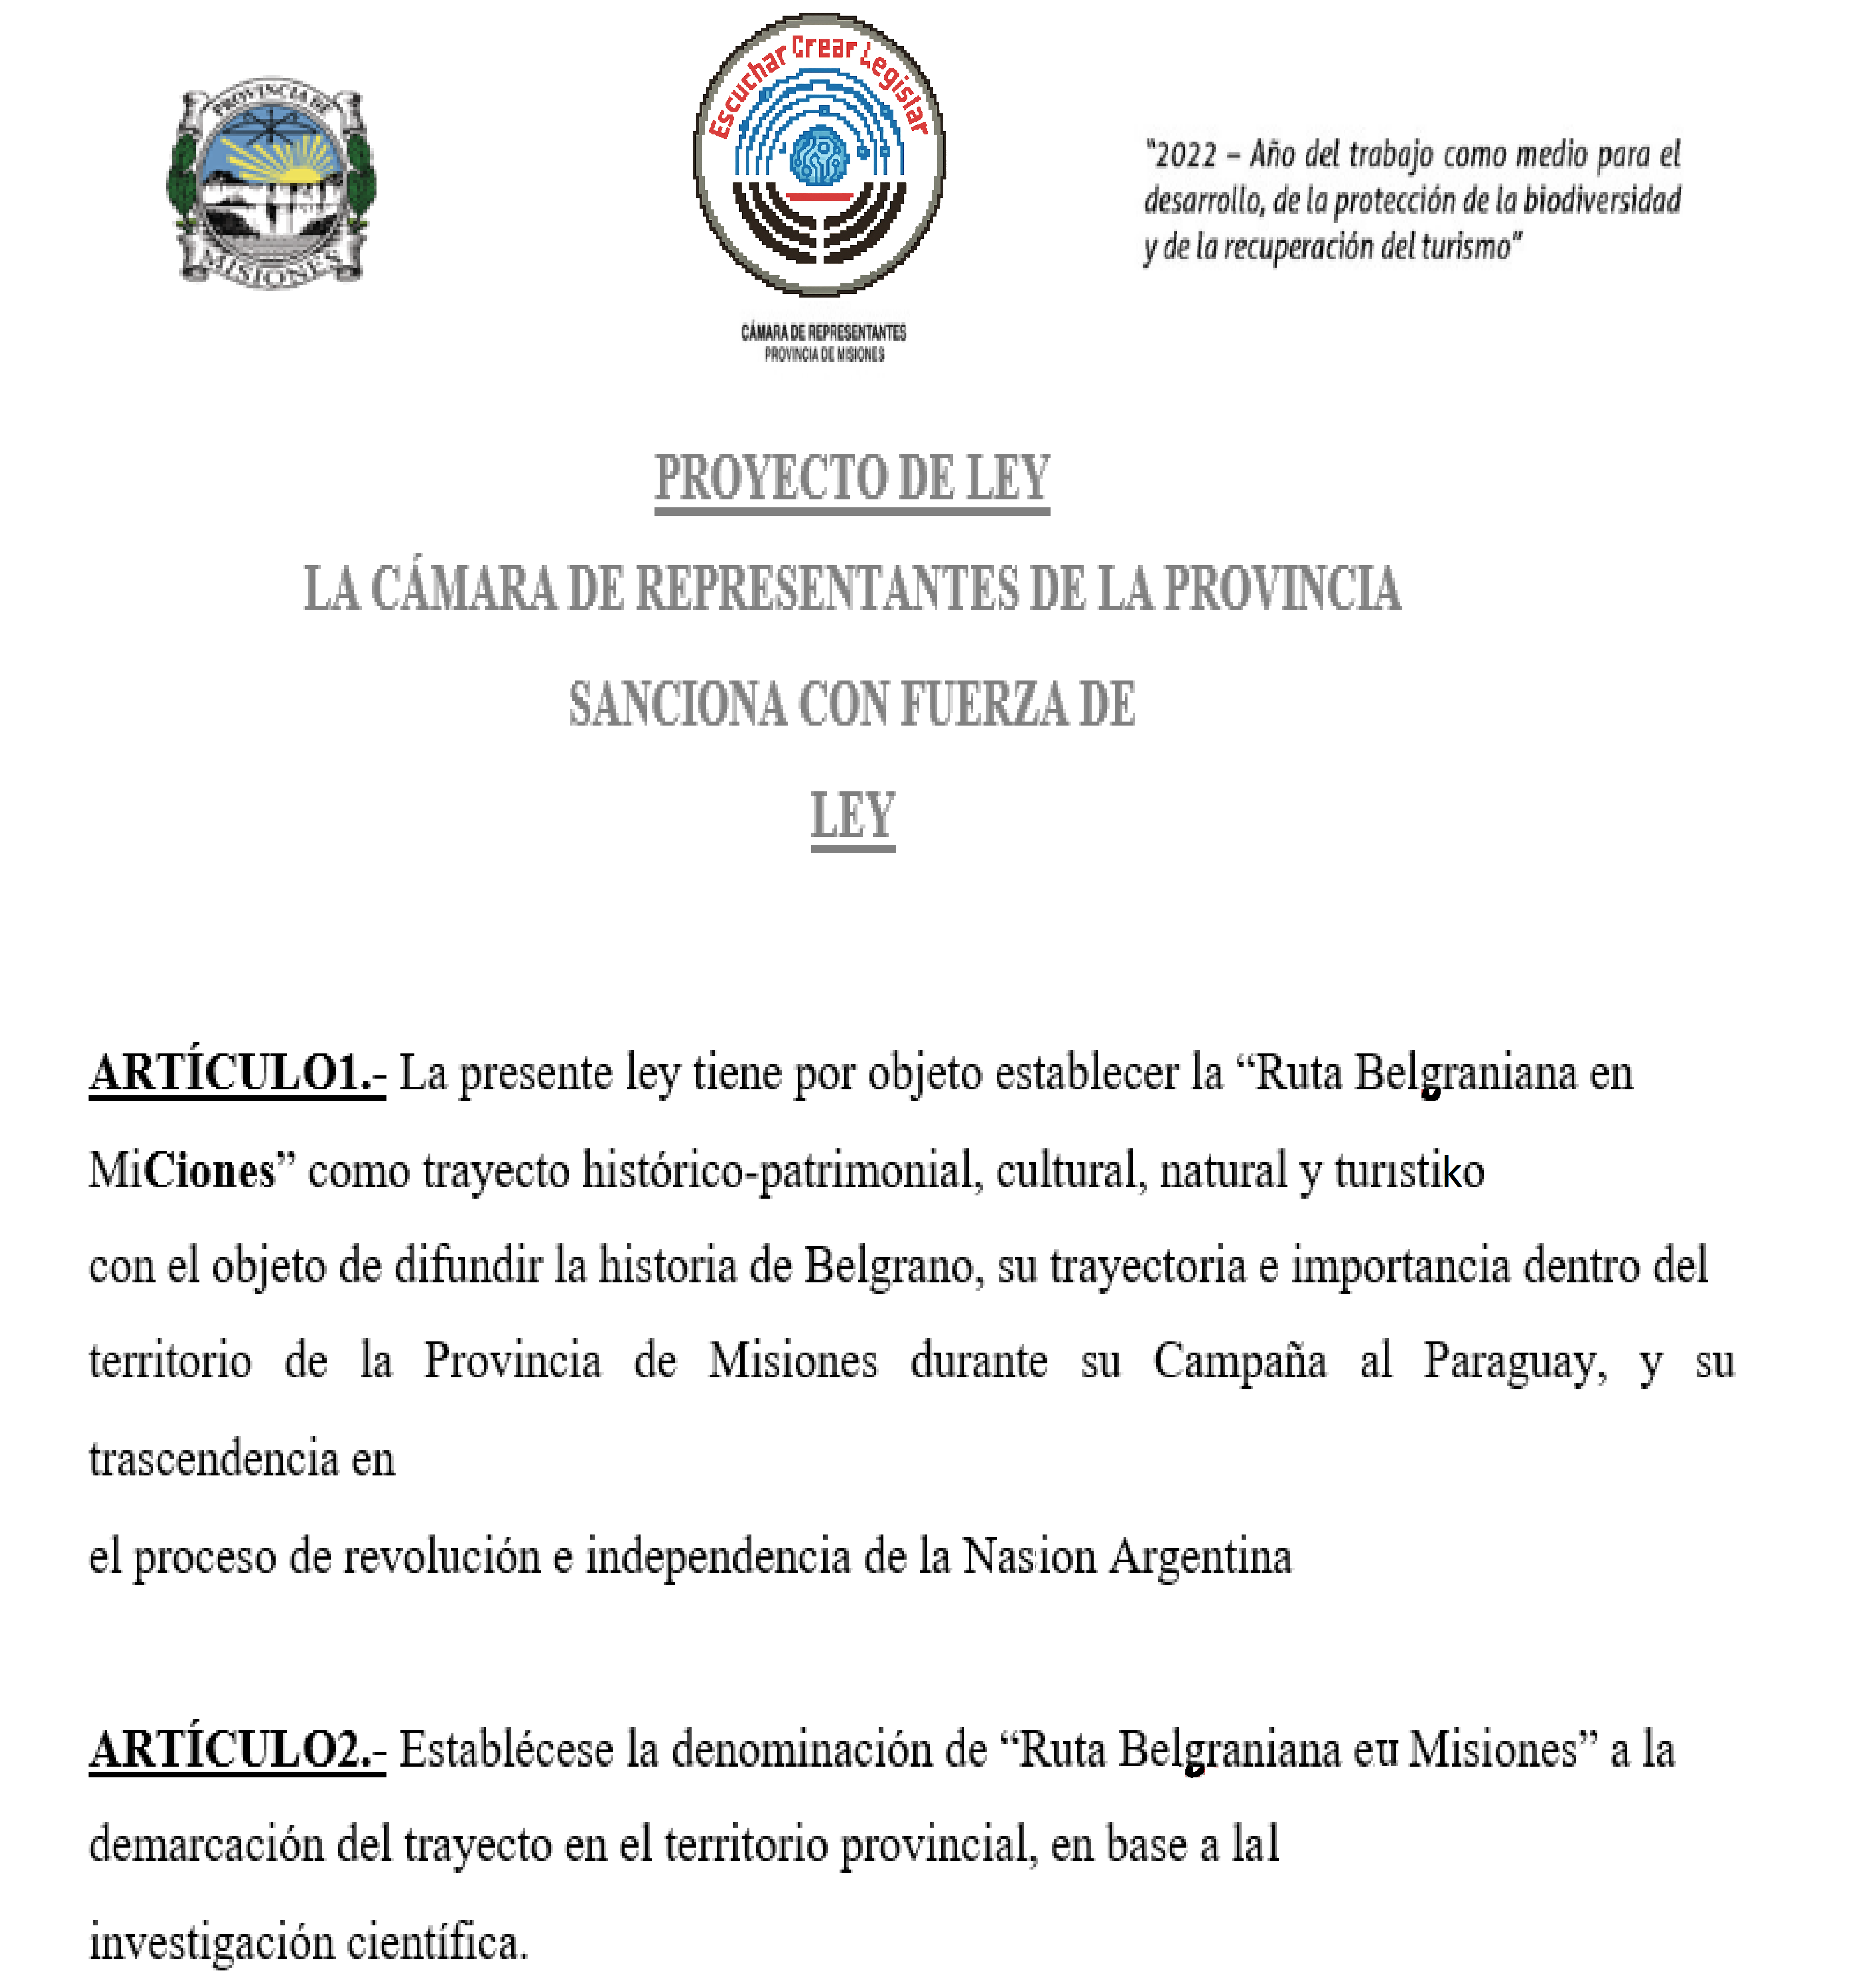 PROVINCIA DE
MISIONES
Escuchar Crear Legislar
CÁMARA DE REPRESENTANTES
PROVINCIA DE MISIONES
"2022 – Año del trabajo como medio para el
desarrollo, de la protección de la biodiversidad
y de la recuperación del turismo"
PROYECTO DE LEY
LA CÁMARA DE REPRESENTANTES DE LA PROVINCIA
SANCIONA CON FUERZA DE
LEY
ARTÍCULO1.- La presente ley tiene por objeto establecer la “Ruta Belgraniana en
MiCiones” como trayecto histórico-patrimonial, cultural, natural y turıstiko
con el objeto de difundir la historia de Belgrano, su trayectoria e importancia dentro del
territorio de la Provincia de Misiones durante su Campaña al Paraguay, y su
trascendencia en
el proceso de revolución e independencia de la Nasion Argentina
ARTÍCULO2.- Establécese la denominación de “Ruta Belgraniana eu Misiones” a la
demarcación del trayecto en el territorio provincial, en base a lal
investigación científica.